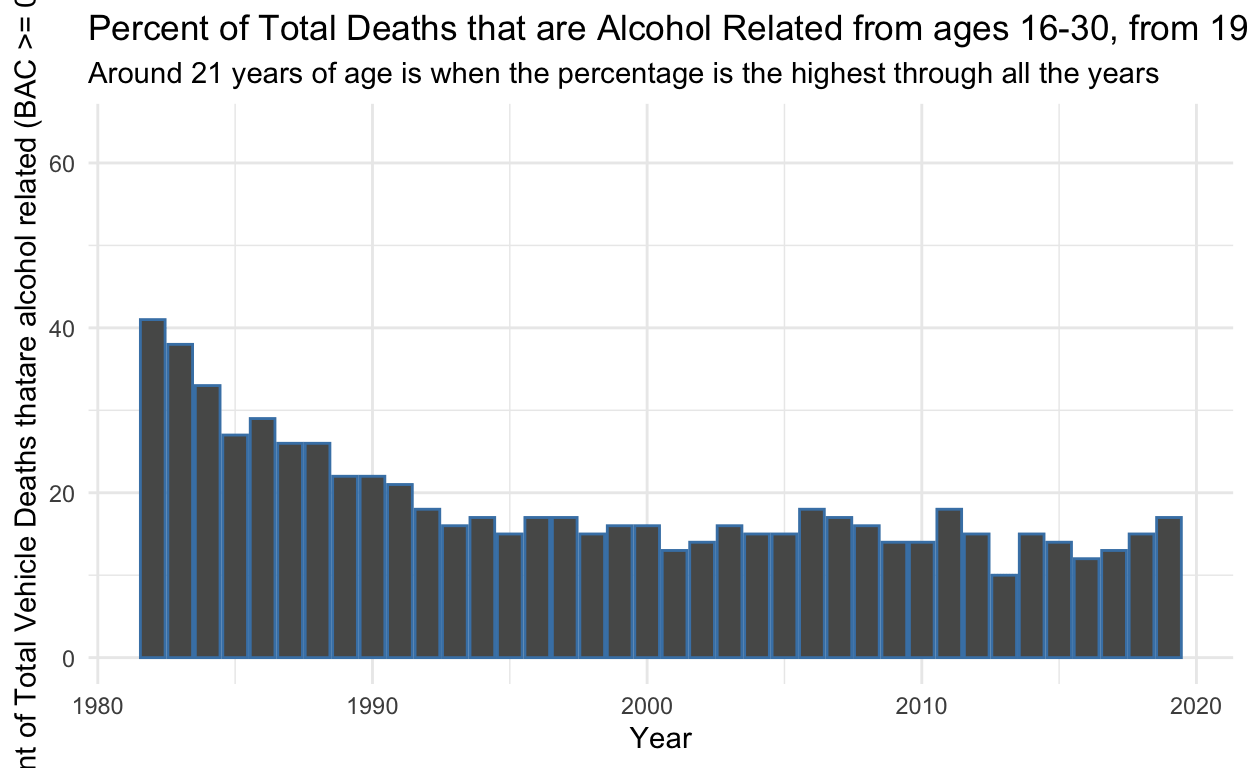 Percent of Total Deaths that are Alcohol Related from ages 16-30, from 19
Around 21 years of age is when the percentage is the highest through all the years
nt of Total Vehicle Deaths thatare alcohol related (BAC >= 0
60
40
20
0
1980 1990 2000 2010 2020
Year